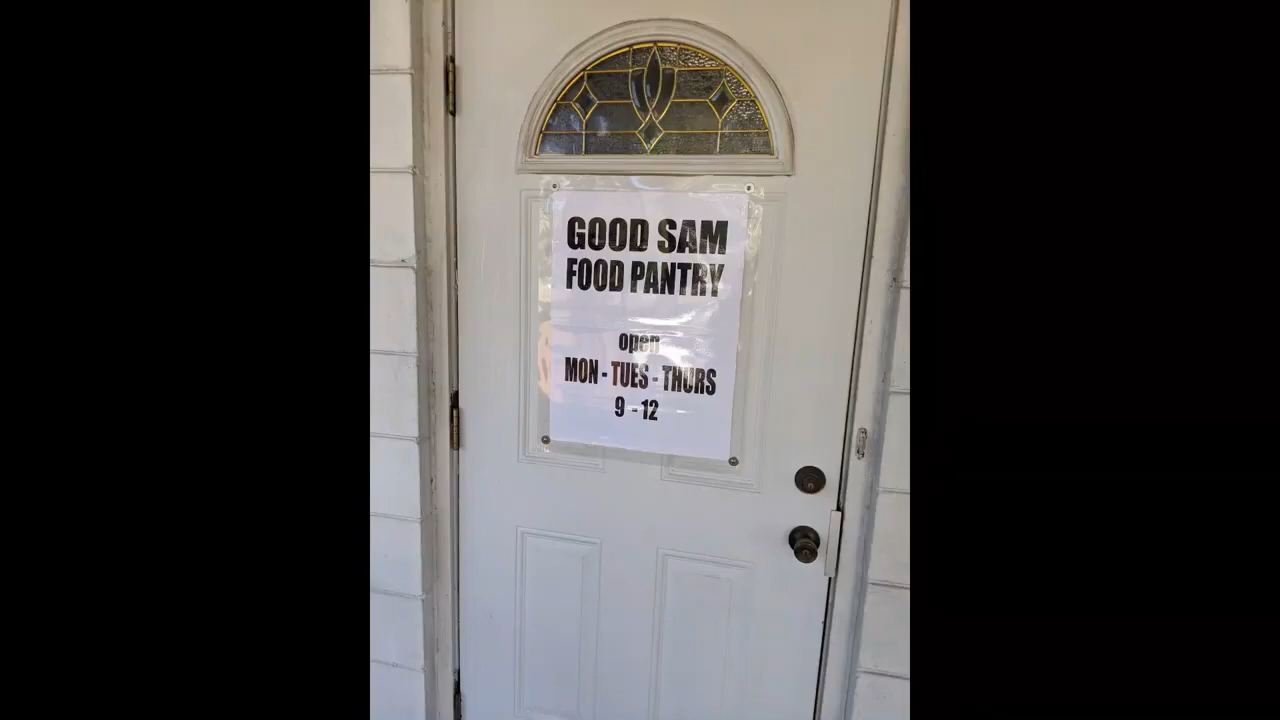 GOOD SAM
FOOD PANTRY
open
MON - TUES - THURS
9 - 12